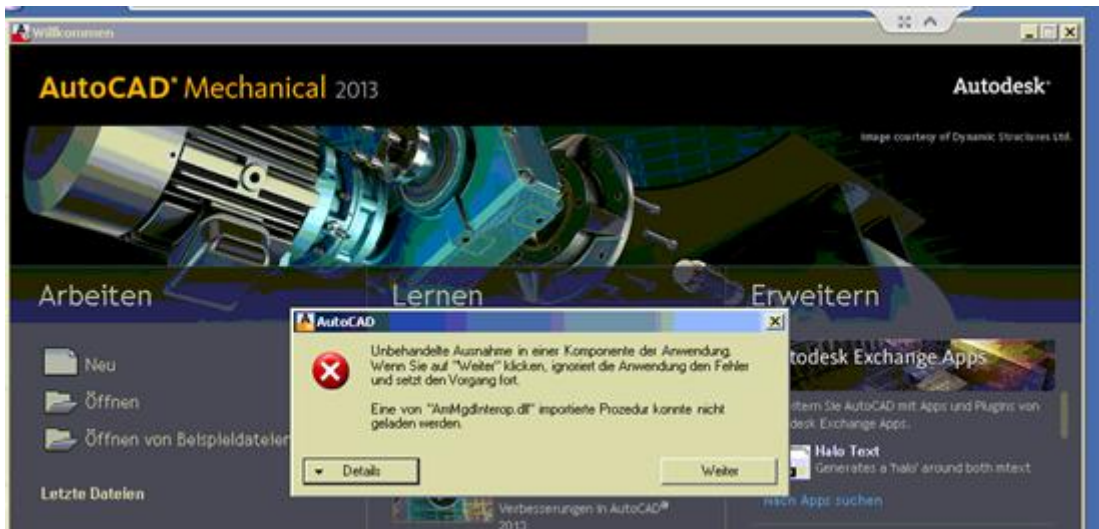 Willkommen
AutoCAD® Mechanical 2013
Autodesk®
Image courtesy of Dynamic Structures Ltd.
Arbeiten
Lernen
Erweitern
Neu
Öffnen
Öffnen von Beispieldateien
Letzte Dateien
AutoCAD
Unbehandelte Ausnahme in einer Komponente der Anwendung.
Wenn Sie auf "Weiter" klicken, ignoriert die Anwendung den Fehler
und setzt den Vorgang fort.
Eine von "AmMgdInterop.dll" importierte Prozedur konnte nicht
geladen werden.
Details
Weiter
Verbesserungen in AutoCAD®
2013
todesk Exchange Apps
tern Sie AutoCAD mit Apps und Plugins von
desk Exchange Apps.
Halo Text
Generates a 'halo' around both mtext
Nach Apps suchen